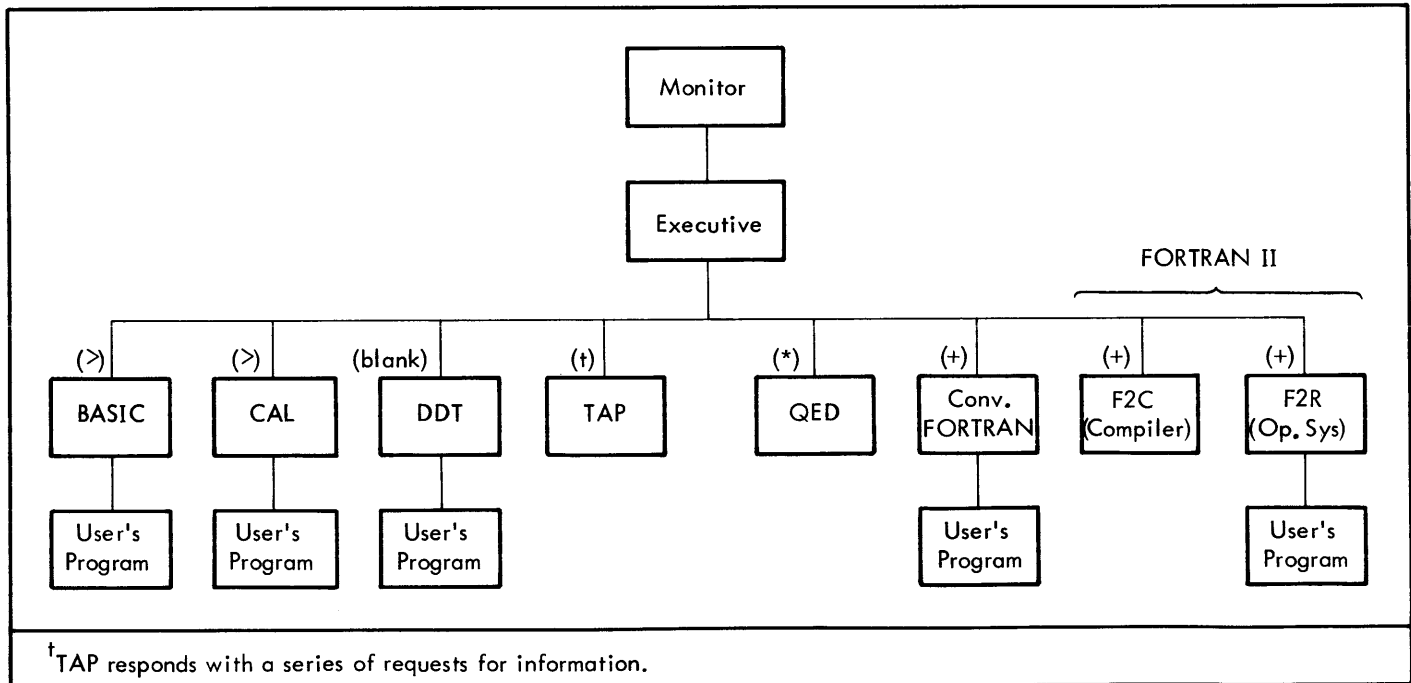 Monitor
Executive
FORTRAN II
(>) (>) (blank) (t) (*) (+) (+) (+)
BASIC CAL DDT TAP QED Conv. FORTRAN F2C (Compiler) F2R (Op. Sys)
User's Program User's Program User's Program User's Program User's Program
tTAP responds with a series of requests for information.